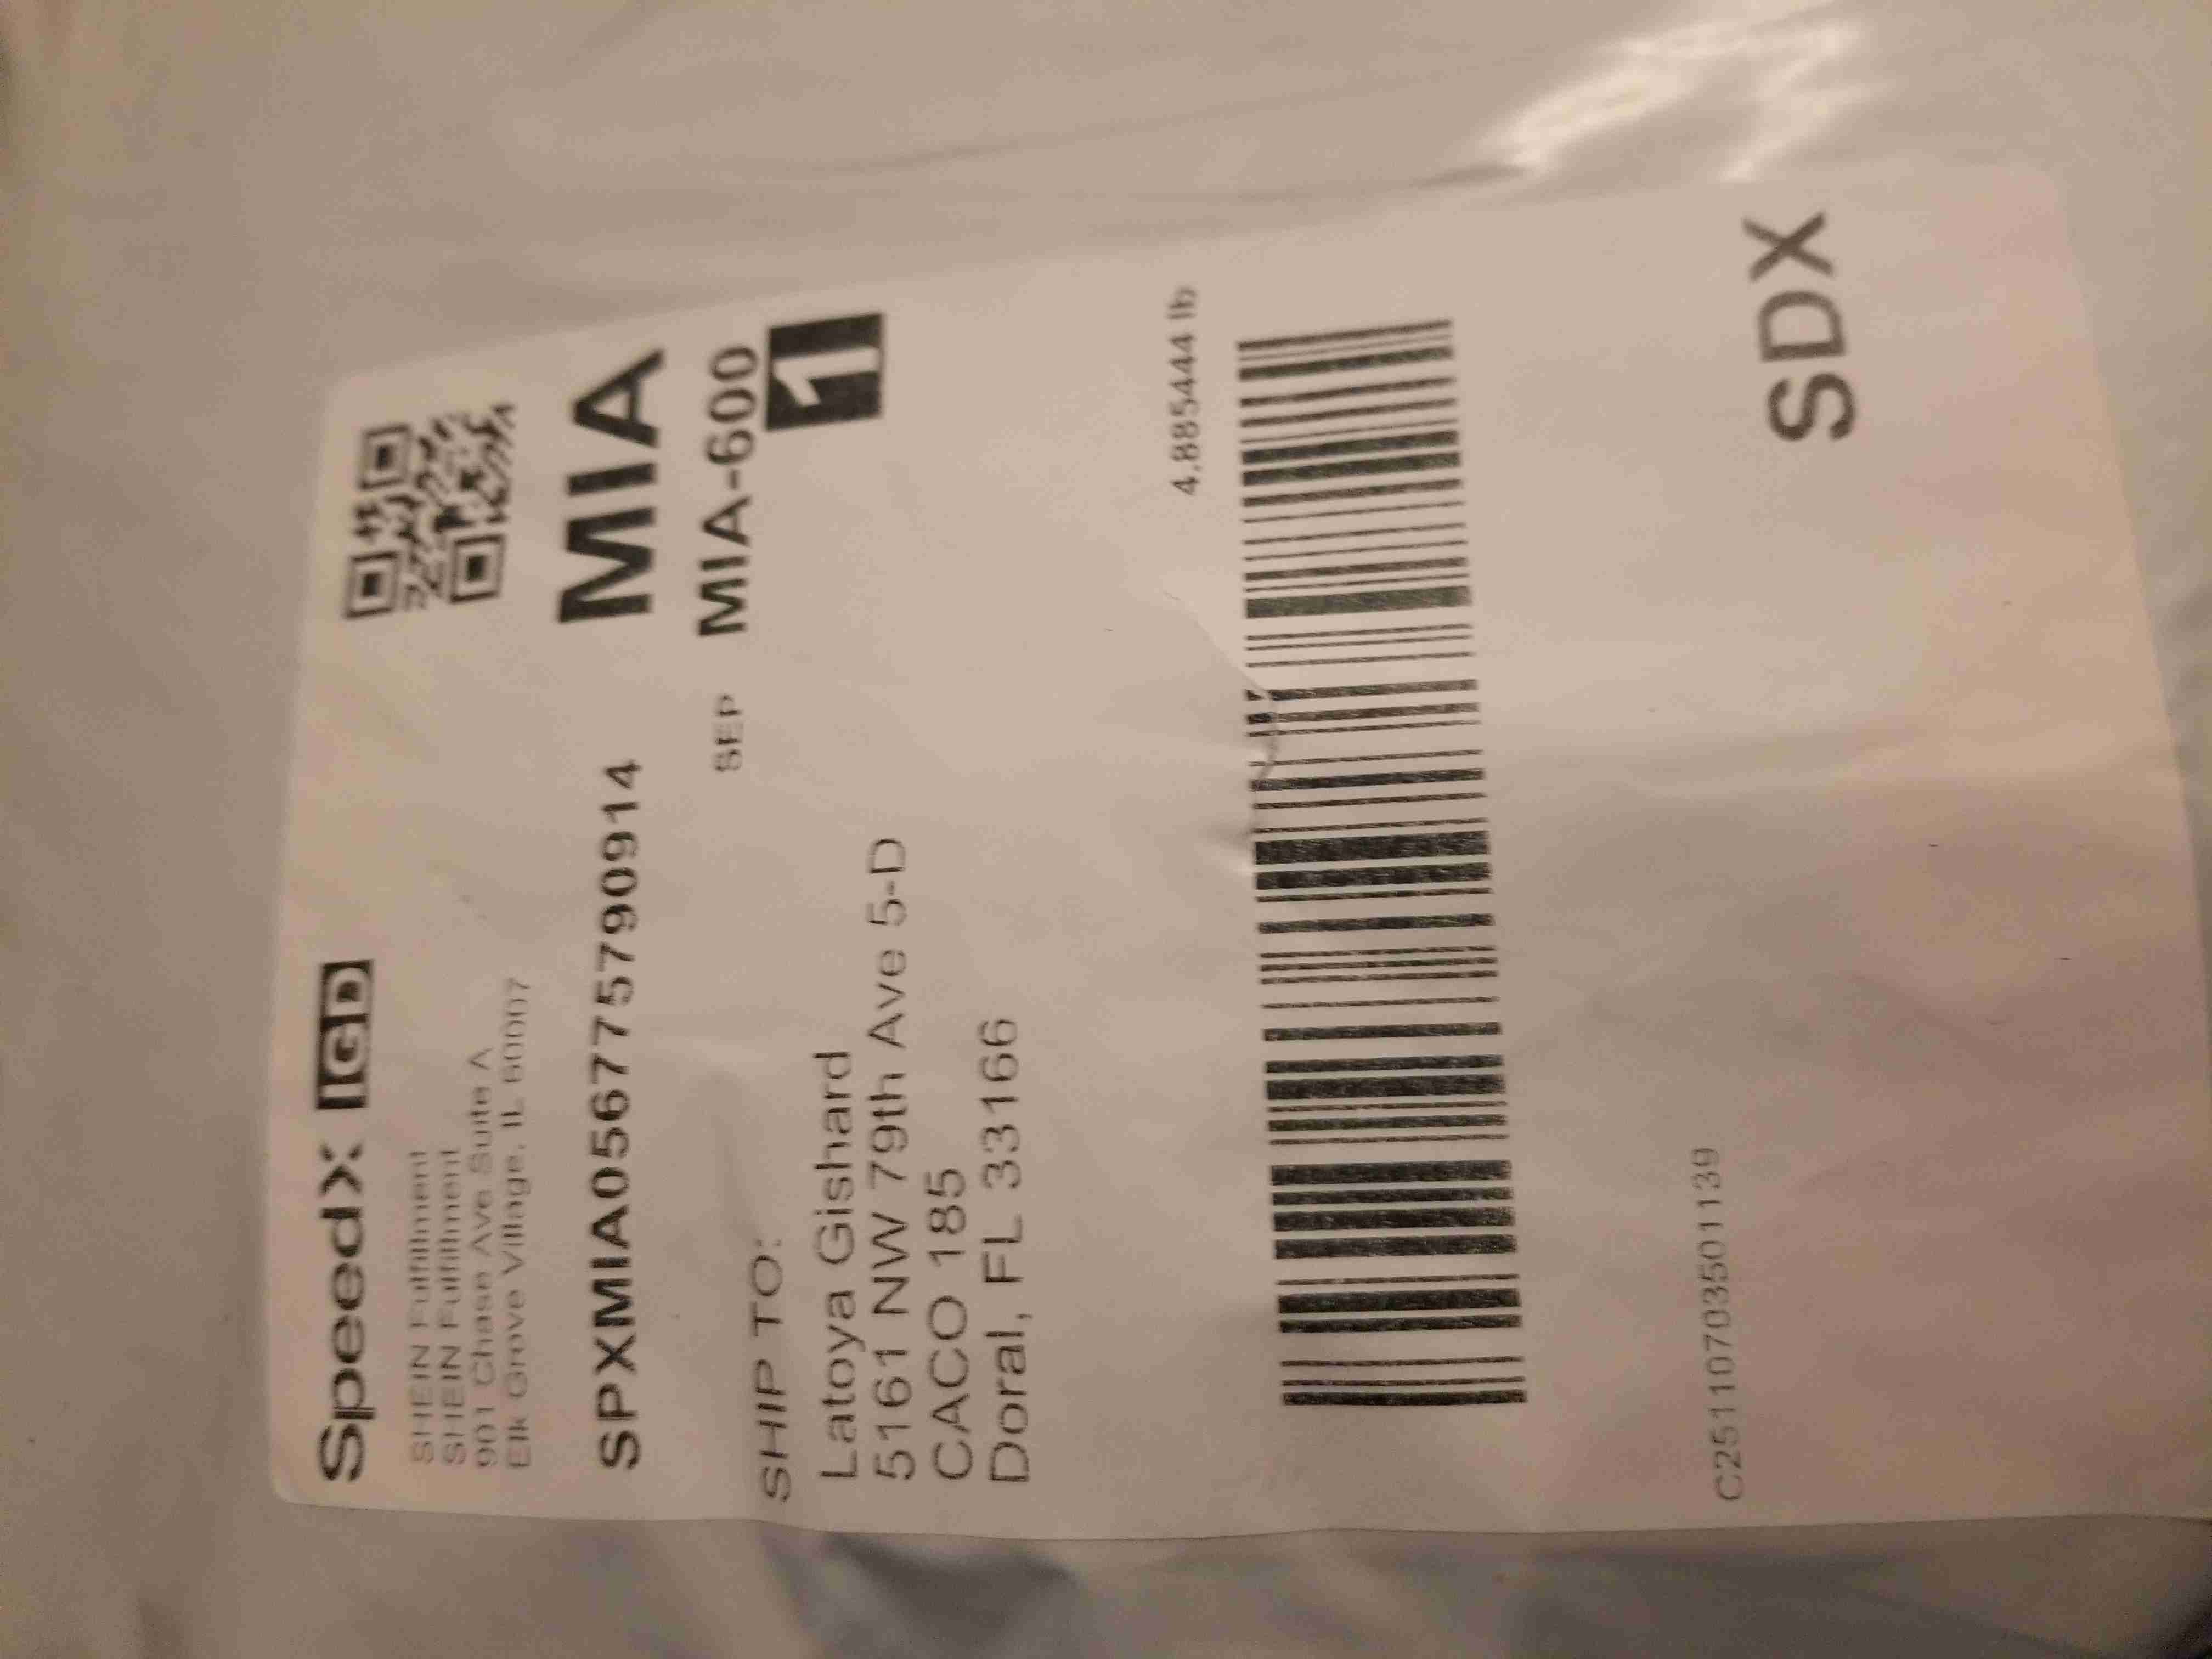 SpeedX IGD
SHEIN Fulfillment
SHEIN Fulfillment
901 Chase Ave Suite A
Elk Grove Village, IL 60007
SPXMIA056775790914
MIA
SEP MIA-600
1
SHIP TO:
Latoya Gishard
5161 NW 79th Ave 5-D
CACO 185
Doral, FL 33166
4.885444 lb
C25110703501139
SDX